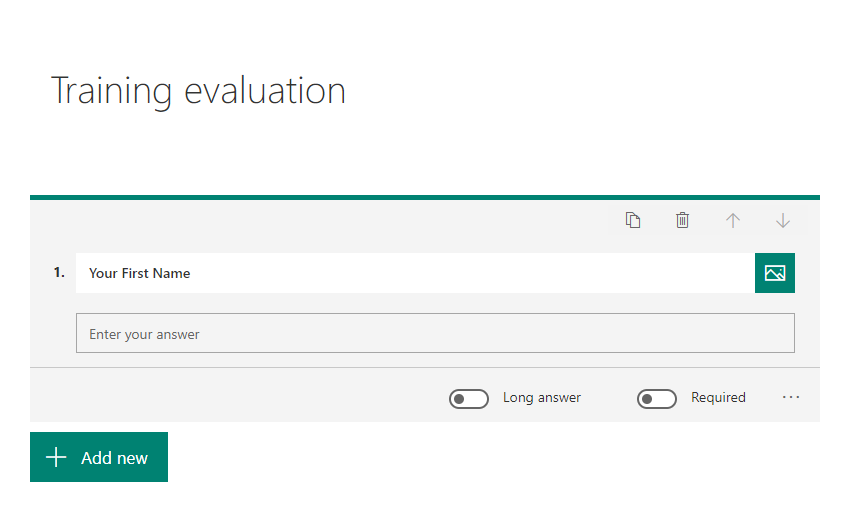 Training evaluation
1. Your First Name
Enter your answer
Long answer Required ...
Add new